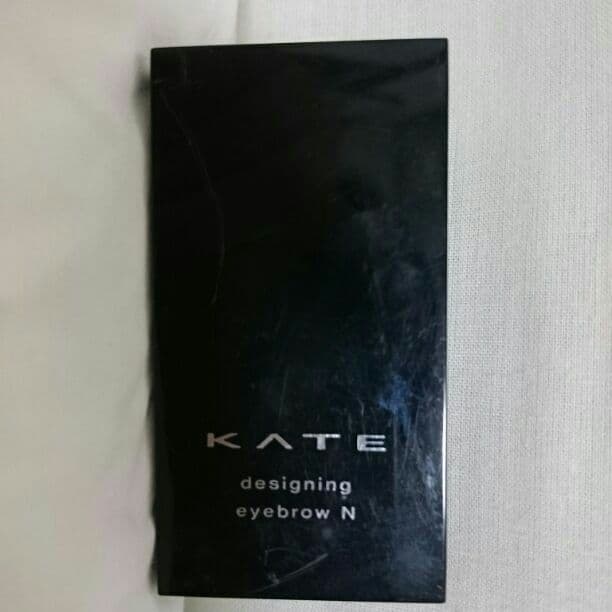 KATE
designing
eyebrow N